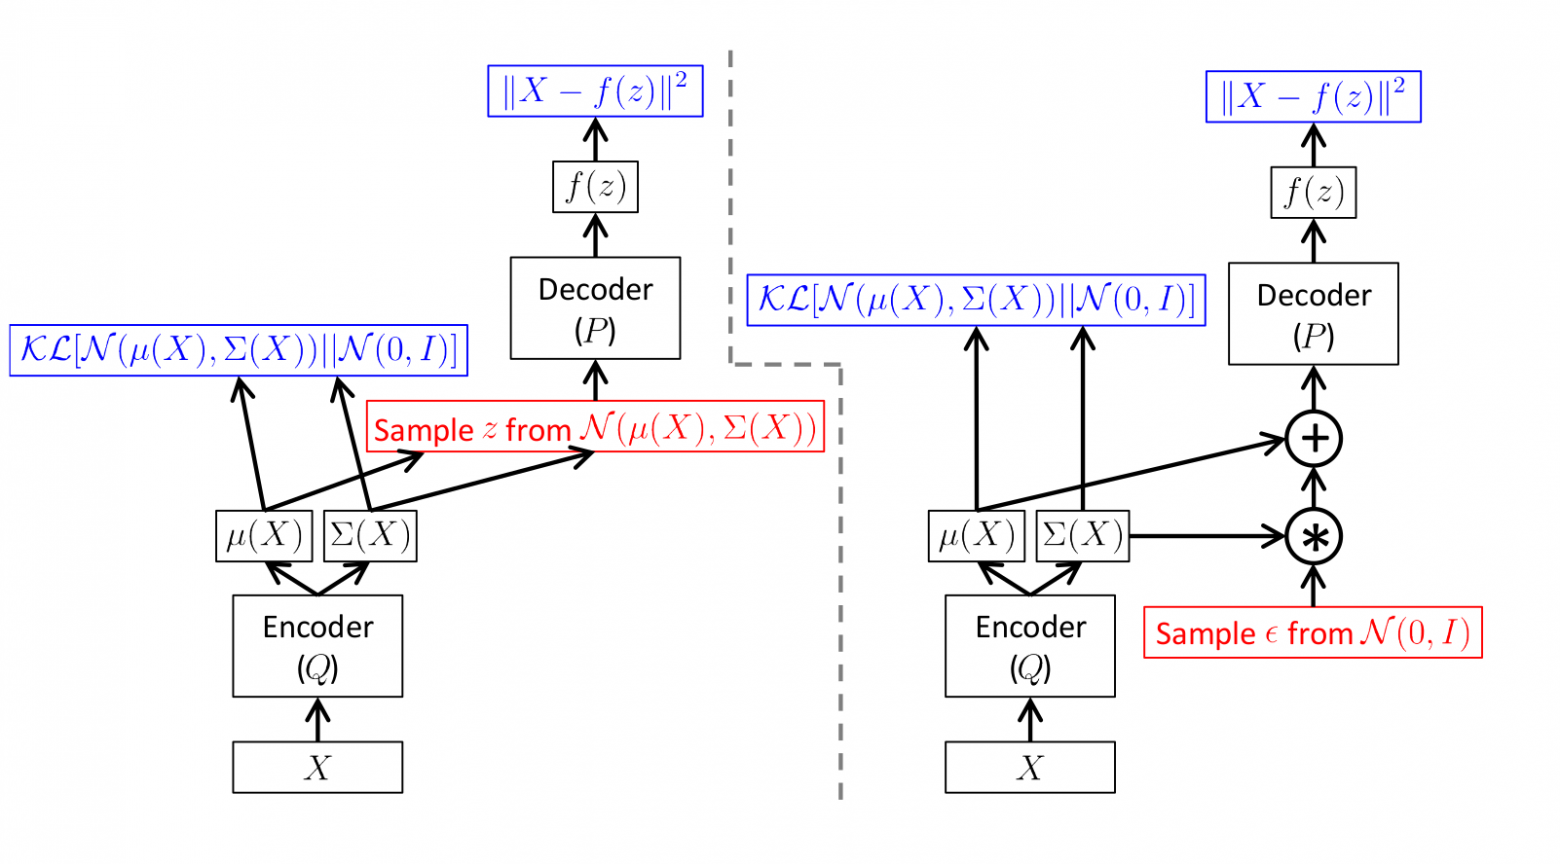 ‖X − f(z)‖²
f(z)
Decoder
(P)
𝒦ℒ[𝒩(μ(X), Σ(X))||𝒩(0, I)]
Sample z from 𝒩(μ(X), Σ(X))
μ(X)
Σ(X)
Encoder
(Q)
X
‖X − f(z)‖²
f(z)
Decoder
(P)
𝒦ℒ[𝒩(μ(X), Σ(X))||𝒩(0, I)]
+
μ(X)
Σ(X)
*
Sample ϵ from 𝒩(0, I)
Encoder
(Q)
X